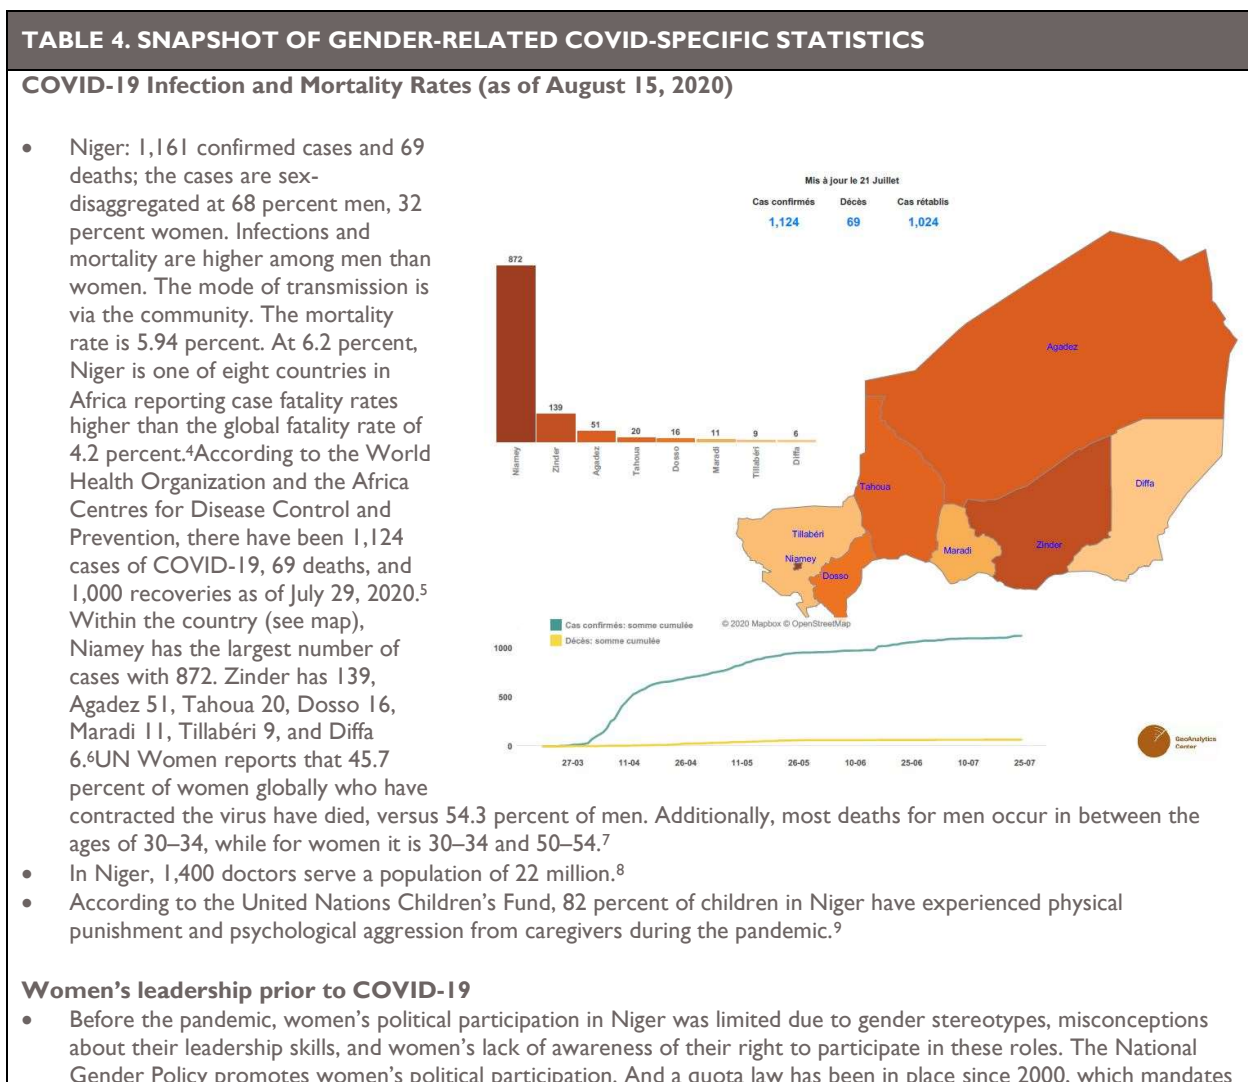 TABLE 4. SNAPSHOT OF GENDER-RELATED COVID-SPECIFIC STATISTICS
COVID-19 Infection and Mortality Rates (as of August 15, 2020)
• Niger: 1,161 confirmed cases and 69
deaths; the cases are sex-
disaggregated at 68 percent men, 32
percent women. Infections and
mortality are higher among men than
women. The mode of transmission is
via the community. The mortality
rate is 5.94 percent. At 6.2 percent,
Niger is one of eight countries in
Africa reporting case fatality rates
higher than the global fatality rate of
4.2 percent.⁴According to the World
Health Organization and the Africa
Centres for Disease Control and
Prevention, there have been 1,124
cases of COVID-19, 69 deaths, and
1,000 recoveries as of July 29, 2020.⁵
Within the country (see map),
Niamey has the largest number of
cases with 872. Zinder has 139,
Agadez 51, Tahoua 20, Dosso 16,
Maradi 11, Tillabéri 9, and Diffa
6.⁶UN Women reports that 45.7
percent of women globally who have
contracted the virus have died, versus 54.3 percent of men. Additionally, most deaths for men occur in between the
ages of 30–34, while for women it is 30–34 and 50–54.⁷
Mis à jour le 21 Juillet
Cas confirmés Décès Cas rétablis
1,124 69 1,024
872
139
51
20
16
11
9
6
Niamey
Zinder
Agadez
Tahoua
Dosso
Maradi
Tillabéri
Diffa
Agadez
Tahoua
Diffa
Tillabéri
Niamey
Dosso
Maradi
Zinder
Cas confirmés: somme cumulée
Décès: somme cumulée
© 2020 Mapbox © OpenStreetMap
1000
500
0
27-03 11-04 26-04 11-05 26-05 10-06 25-06 10-07 25-07
GeoAnalytics
Center
• In Niger, 1,400 doctors serve a population of 22 million.⁸
• According to the United Nations Children’s Fund, 82 percent of children in Niger have experienced physical
punishment and psychological aggression from caregivers during the pandemic.⁹
Women’s leadership prior to COVID-19
• Before the pandemic, women’s political participation in Niger was limited due to gender stereotypes, misconceptions
about their leadership skills, and women’s lack of awareness of their right to participate in these roles. The National
Gender Policy promotes women’s political participation. And a quota law has been in place since 2000, which mandates